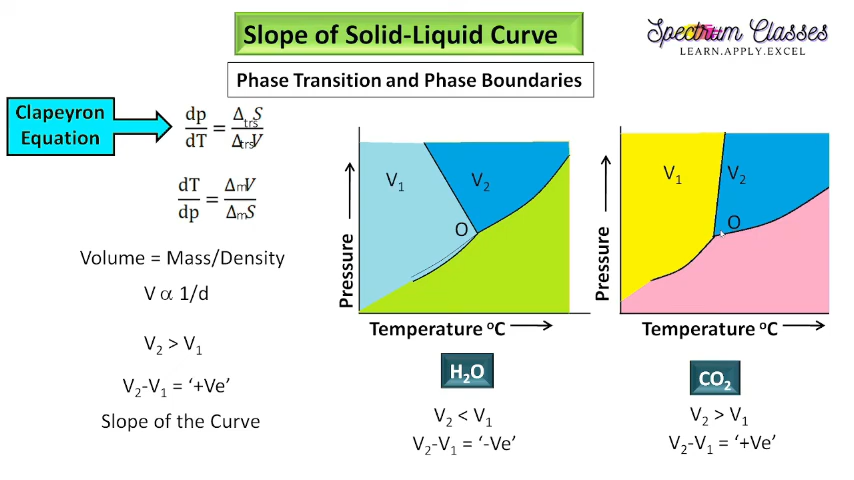 Slope of Solid-Liquid Curve
Spectrum Classes
LEARN.APPLY.EXCEL
Phase Transition and Phase Boundaries
Clapeyron
Equation
dp/dT = ΔtrsS/ΔtrsV
dT/dp = ΔmV/ΔmS
Volume = Mass/Density
V α 1/d
V₂ > V₁
V₂-V₁ = ‘+Ve’
Slope of the Curve
V₁
V₂
O
Pressure
Temperature ⁰C
H₂O
V₂ < V₁
V₂-V₁ = ‘-Ve’
V₁
V₂
O
Pressure
Temperature ⁰C
CO₂
V₂ > V₁
V₂-V₁ = ‘+Ve’